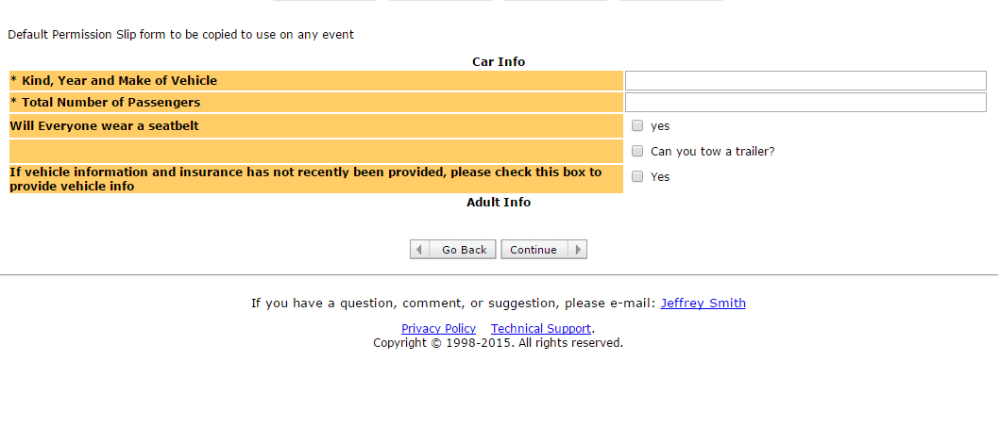 Default Permission Slip form to be copied to use on any event
Car Info
* Kind, Year and Make of Vehicle
* Total Number of Passengers
Will Everyone wear a seatbelt
yes
Can you tow a trailer?
If vehicle information and insurance has not recently been provided, please check this box to
provide vehicle info
Yes
Adult Info
Go Back
Continue
If you have a question, comment, or suggestion, please e-mail: Jeffrey Smith
Privacy Policy Technical Support.
Copyright © 1998-2015. All rights reserved.